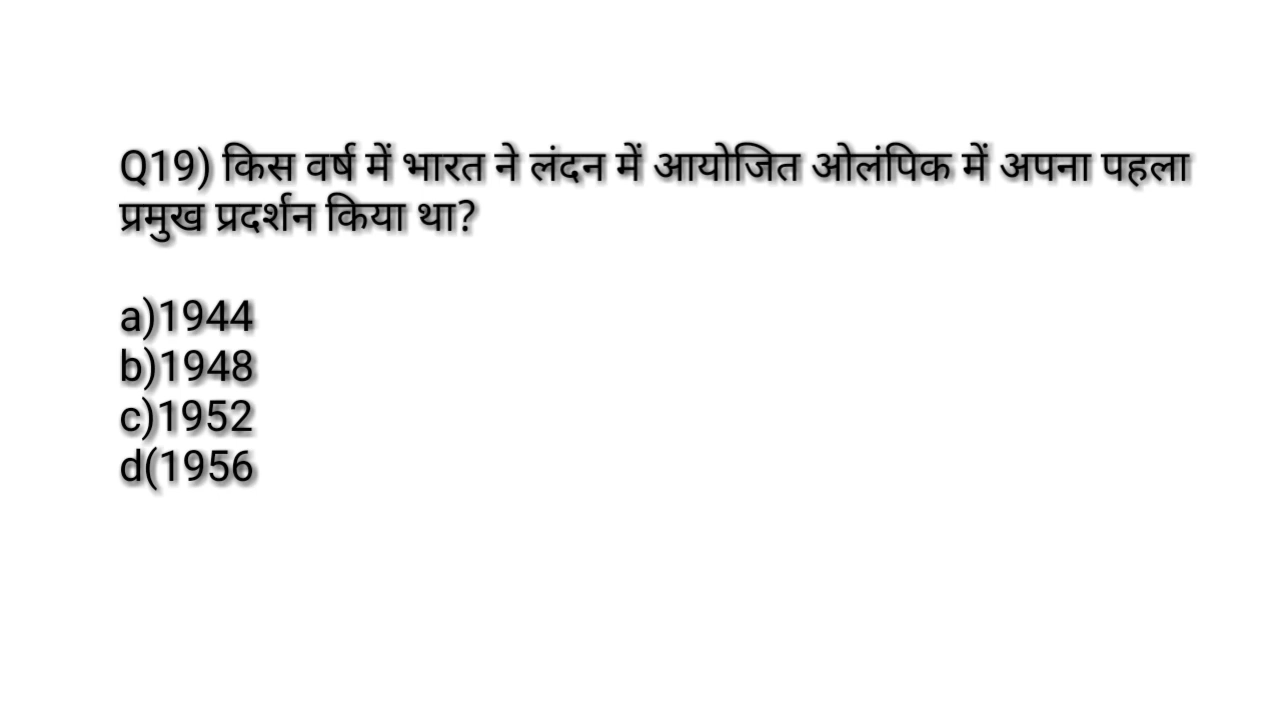 Q19) किस वर्ष में भारत ने लंदन में आयोजित ओलंपिक में अपना पहला
प्रमुख प्रदर्शन किया था?
a)1944
b)1948
c)1952
d(1956